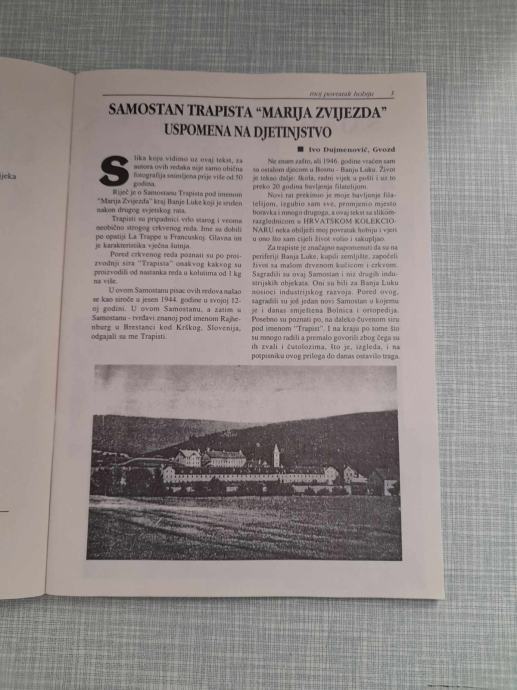 moj povratak hobiju 3
SAMOSTAN TRAPISTA “MARIJA ZVIJEZDA”
USPOMENA NA DJETINJSTVO
■ Ivo Dujmenovič, Gvozd
Slika koju vidimo uz ovaj tekst, za
autora ovih redaka nije samo obična
fotografija snimljena prije više od 50
godina.
Riječ je o Samostanu Trapista pod imenom
"Marija Zvijezda" kraj Banje Luke koji je srušen
nakon drugog svjetskog rata.
Trapisti su pripadnici vrlo starog i veoma
neobično strogog crkvenog reda. Ime su dobili
po opatiji La Trappe u Francuskoj. Glavna im
je karakteristika vječna šutnja.
Pored crkvenog reda poznati su po proi-
zvodnji sira "Trapista" onakvog kakvog su
proizvodili od nastanka reda u kolutima od 1 kg
na više.
U ovom Samostanu pisac ovih redova našao
se kao siroče u jesen 1944. godine u svojoj 12-
oj godini. U ovom Samostanu, a zatim u
Samostanu - tvrđavi znanoj pod imenom Rajhe-
nburg u Brestanci kod Krškog, Slovenija,
odgajali su me Trapisti.
Ne znam zašto, ali 1946. godine vraćen sam
sa ostalom djecom u Bosnu - Banju Luku. Život
je tekao dalje: škola, radni vijek u pošti i uz to
preko 20 godina bavljenja filatelijom.
Novi rat prekinuo je moje bavljenje fila-
telijom, izgubio sam sve, promijenio mjesto
boravka i mnogo drugoga, a ovaj tekst sa slikom-
razglednicom u HRVATSKOM KOLEKCIO-
NARU neka obilježi moj povratak hobiju i vjeri
u ono što sam cijeli život volio i sakupljao.
Za trapiste je značajno napomenuti da su na
periferiji Banja Luke, kupili zemljište, započeli
život sa malom drvenom kućicom i crkvom.
Sagradili su ovaj Samostan i niz drugih indus-
trijskih objekata. Oni su bili za Banja Luku
nosioci industrijskog razvoja. Pored ovog,
sagradili su još jedan novi Samostan u kojemu
je i danas smještena Bolnica i ortopedija.
Posebno su poznati po, na daleko čuvenom siru
pod imenom "Trapist". I na kraju po tome što
su mnogo radili a premalo govorili zbog čega su
ih zvali i ćutolozima, što je, izgleda, i na
potpisniku ovog priloga do danas ostavilo traga.